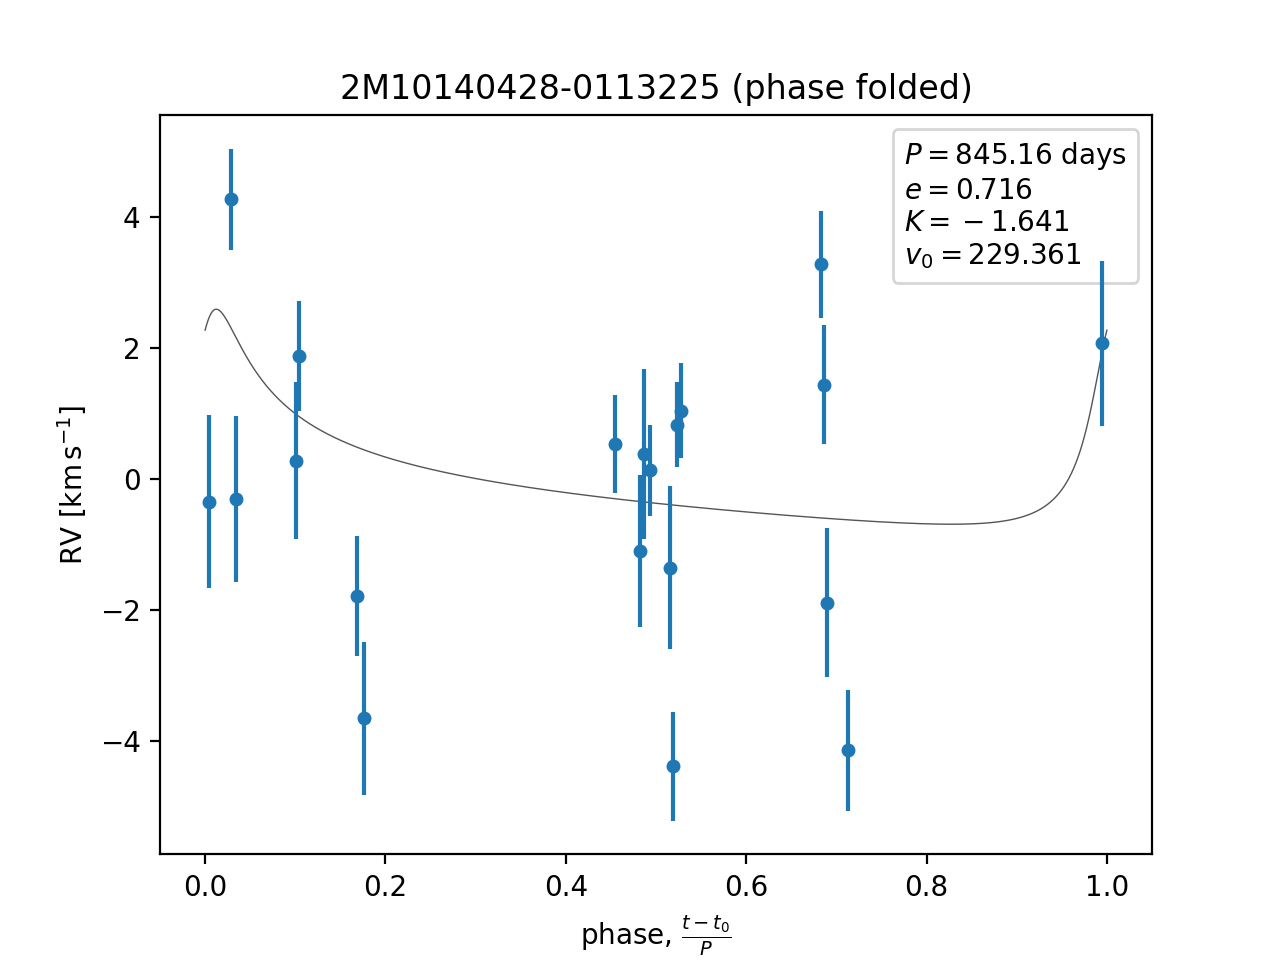 2M10140428-0113225 (phase folded)
P = 845.16 days
e = 0.716
K = −1.641
v₀ = 229.361
RV [km s⁻¹]
4
2
0
−2
−4
0.0 0.2 0.4 0.6 0.8 1.0
phase, (t − t₀)/P